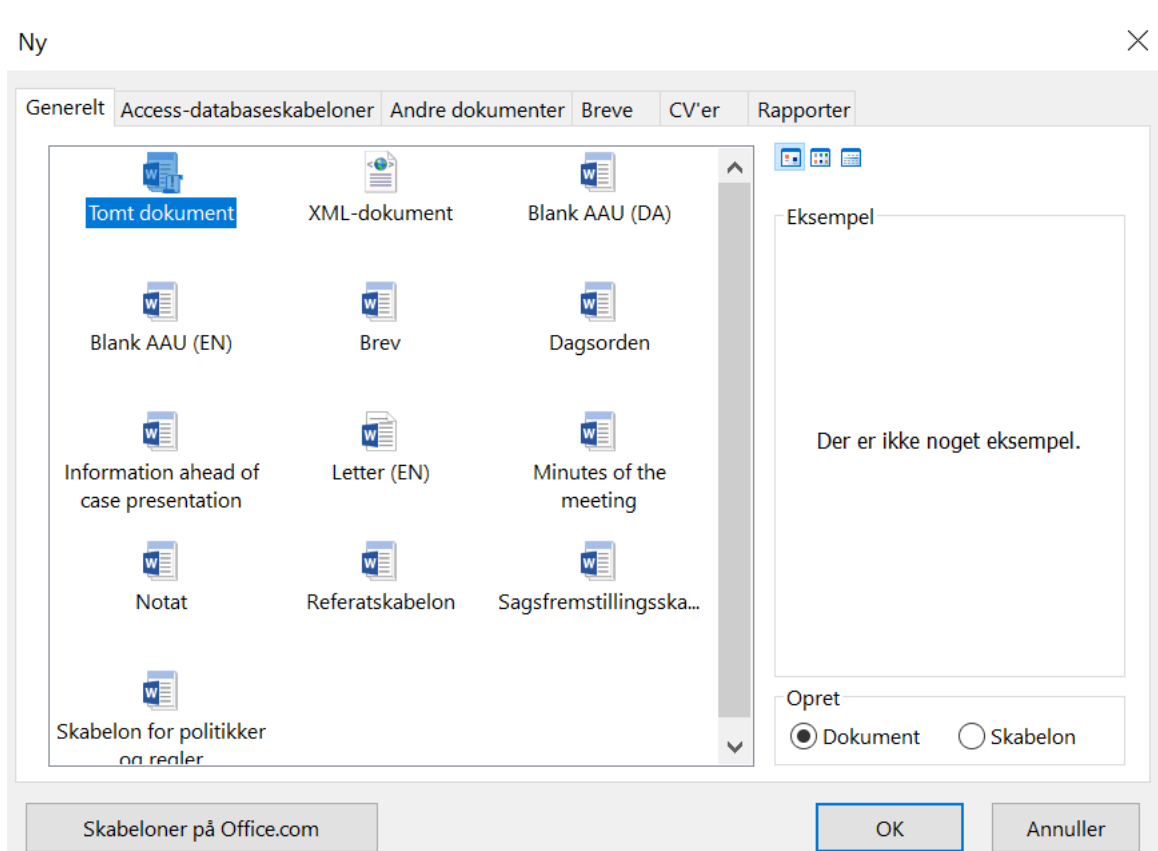 Ny
Generelt Access-databaseskabeloner Andre dokumenter Breve CV'er Rapporter
Tomt dokument XML-dokument Blank AAU (DA)
Eksempel
Blank AAU (EN) Brev Dagsorden
Der er ikke noget eksempel.
Information ahead of case presentation
Letter (EN)
Minutes of the meeting
Notat Referatskabelon Sagsfremstillingsska...
Skabelon for politikker
og regler
Opret
Dokument Skabelon
Skabeloner på Office.com OK Annuller